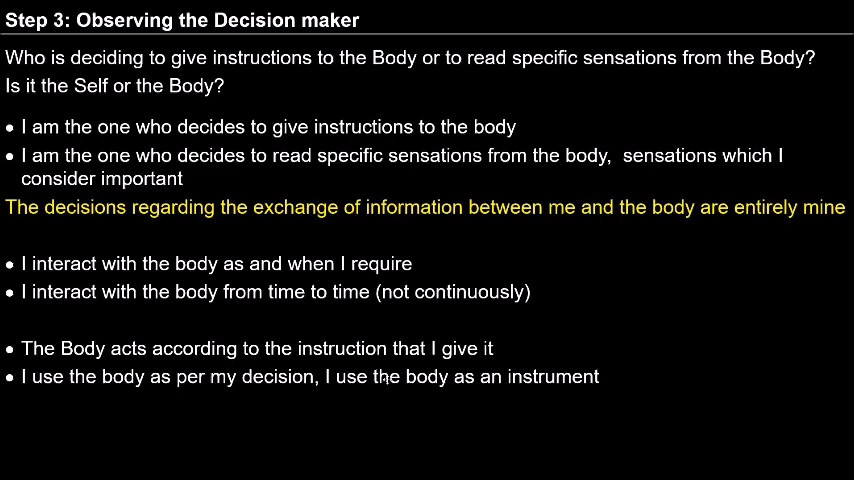 Step 3: Observing the Decision maker
Who is deciding to give instructions to the Body or to read specific sensations from the Body?
Is it the Self or the Body?
• I am the one who decides to give instructions to the body
• I am the one who decides to read specific sensations from the body,  sensations which I
consider important
The decisions regarding the exchange of information between me and the body are entirely mine
• I interact with the body as and when I require
• I interact with the body from time to time (not continuously)
• The Body acts according to the instruction that I give it
• I use the body as per my decision, I use the body as an instrument